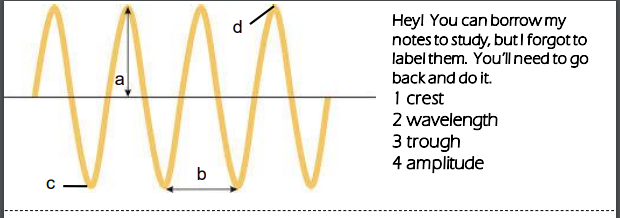 d
a
b
c
Hey! You can borrow my
notes to study, but I forgot to
label them. You'll need to go
back and do it.
1 crest
2 wavelength
3 trough
4 amplitude